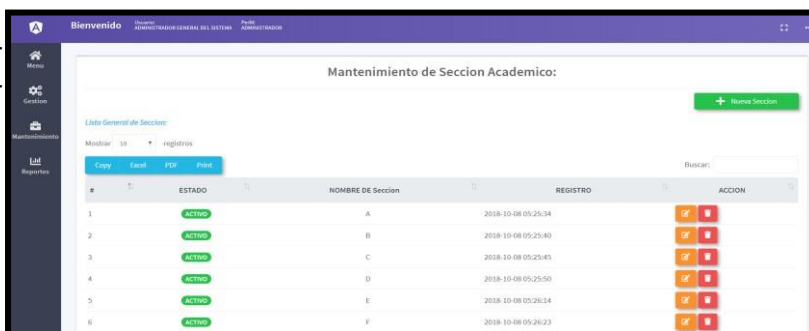 Bienvenido Usuario: ADMINISTRADOR GENERAL DEL SISTEMA Perfil: ADMINISTRADOR
Menu
Gestion
Mantenimiento
Reportes
Mantenimiento de Seccion Academico:
+ Nueva Seccion
Lista General de Seccion:
Mostrar 10 registros
Copy Excel PDF Print
Buscar:
# ESTADO NOMBRE DE Seccion REGISTRO ACCION
1 ACTIVO A 2018-10-08 05:25:34
2 ACTIVO B 2018-10-08 05:25:40
3 ACTIVO C 2018-10-08 05:25:45
4 ACTIVO D 2018-10-08 05:25:50
5 ACTIVO E 2018-10-08 05:26:14
6 ACTIVO F 2018-10-08 05:26:23